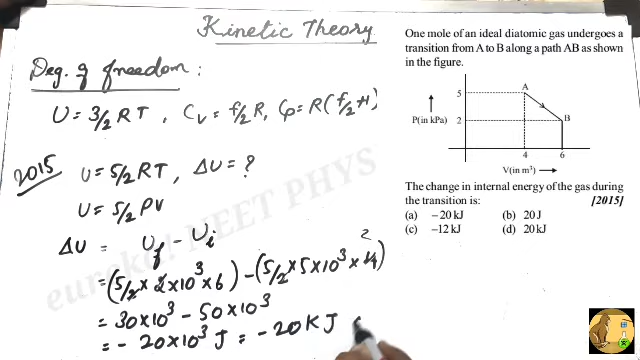 Kinetic Theory
Deg. of freedom :
U = 3/2 RT , Cv = f/2 R, Cp = R(f/2+1)
2015 U = 5/2 RT, ΔU = ?
U = 5/2 PV
ΔU = Uf - Ui
= (5/2 × 2×10³ × 6) - (5/2 × 5×10³ × 4) 2
= 30×10³ - 50×10³
= - 20×10³ J = -20KJ
eureka! NEET PHYS
One mole of an ideal diatomic gas undergoes a
transition from A to B along a path AB as shown
in the figure.
A
5
B
P(in kPa)
2
4 6
V(in m³)
The change in internal energy of the gas during
the transition is: [2015]
(a) −20 kJ (b) 20 J
(c) −12 kJ (d) 20 kJ